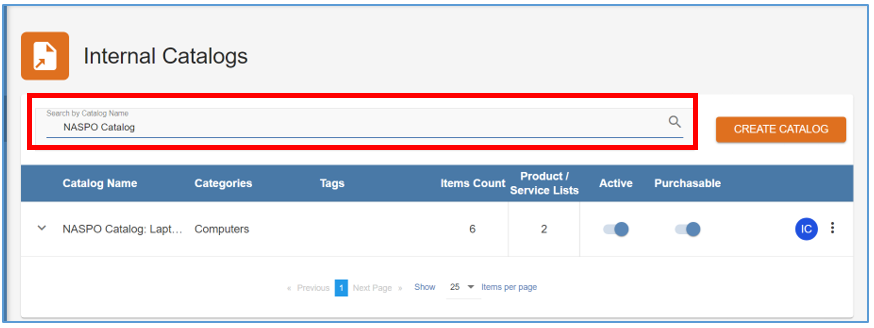 Internal Catalogs
Search by Catalog Name
NASPO Catalog
CREATE CATALOG
Catalog Name Categories Tags Items Count Product / Service Lists Active Purchasable
NASPO Catalog: Lapt... Computers 6 2 IC
« Previous 1 Next Page » Show 25 Items per page